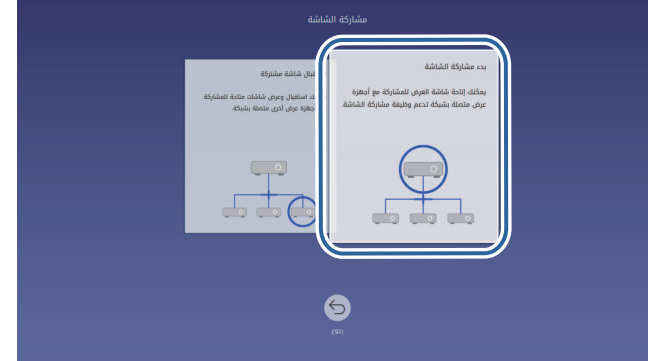 مشاركة الشاشة
بدء مشاركة الشاشة
يمكنك إتاحة شاشة العرض للمشاركة مع أجهزة
عرض متصلة بشبكة تدعم وظيفة مشاركة الشاشة.
شاشة مشتركة
استقبال وعرض شاشات متاحة للمشاركة
أجهزة عرض أخرى متصلة بشبكة.
رجوع